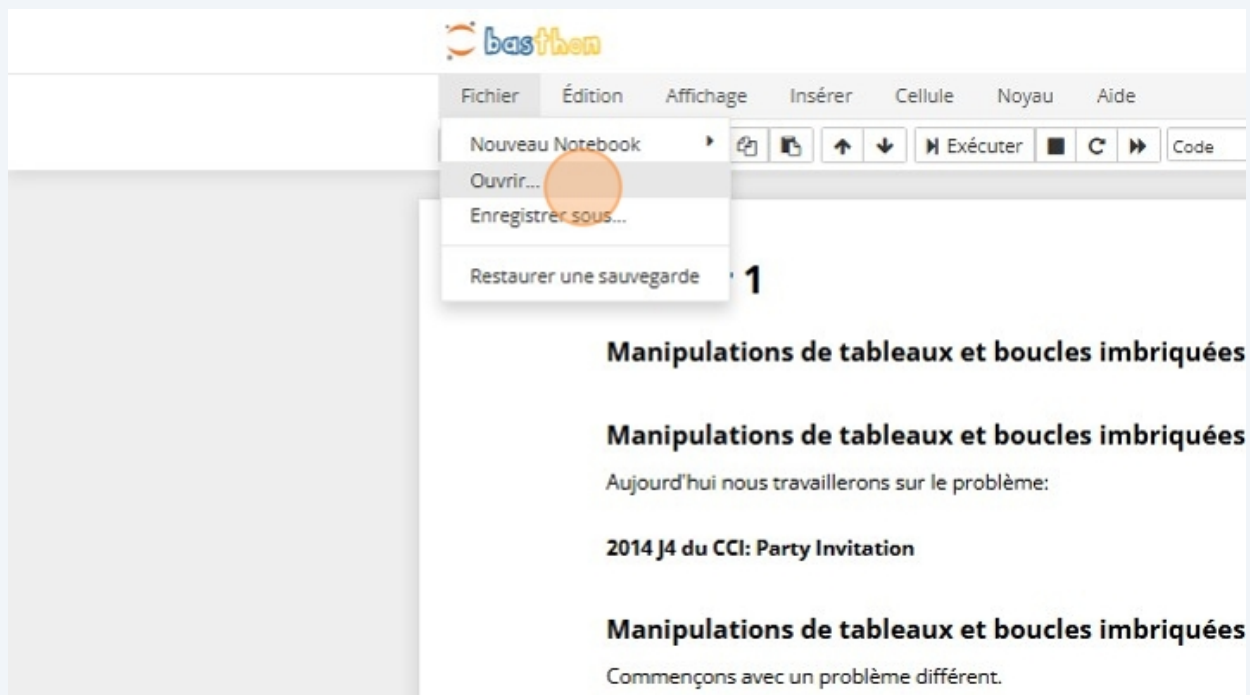 basthon
Fichier Édition Affichage Insérer Cellule Noyau Aide
Nouveau Notebook
Exécuter Code
Ouvrir...
Enregistrer sous...
Restaurer une sauvegarde
1
Manipulations de tableaux et boucles imbriquées
Manipulations de tableaux et boucles imbriquées
Aujourd'hui nous travaillerons sur le problème:
2014 J4 du CCI: Party Invitation
Manipulations de tableaux et boucles imbriquées
Commençons avec un problème différent.